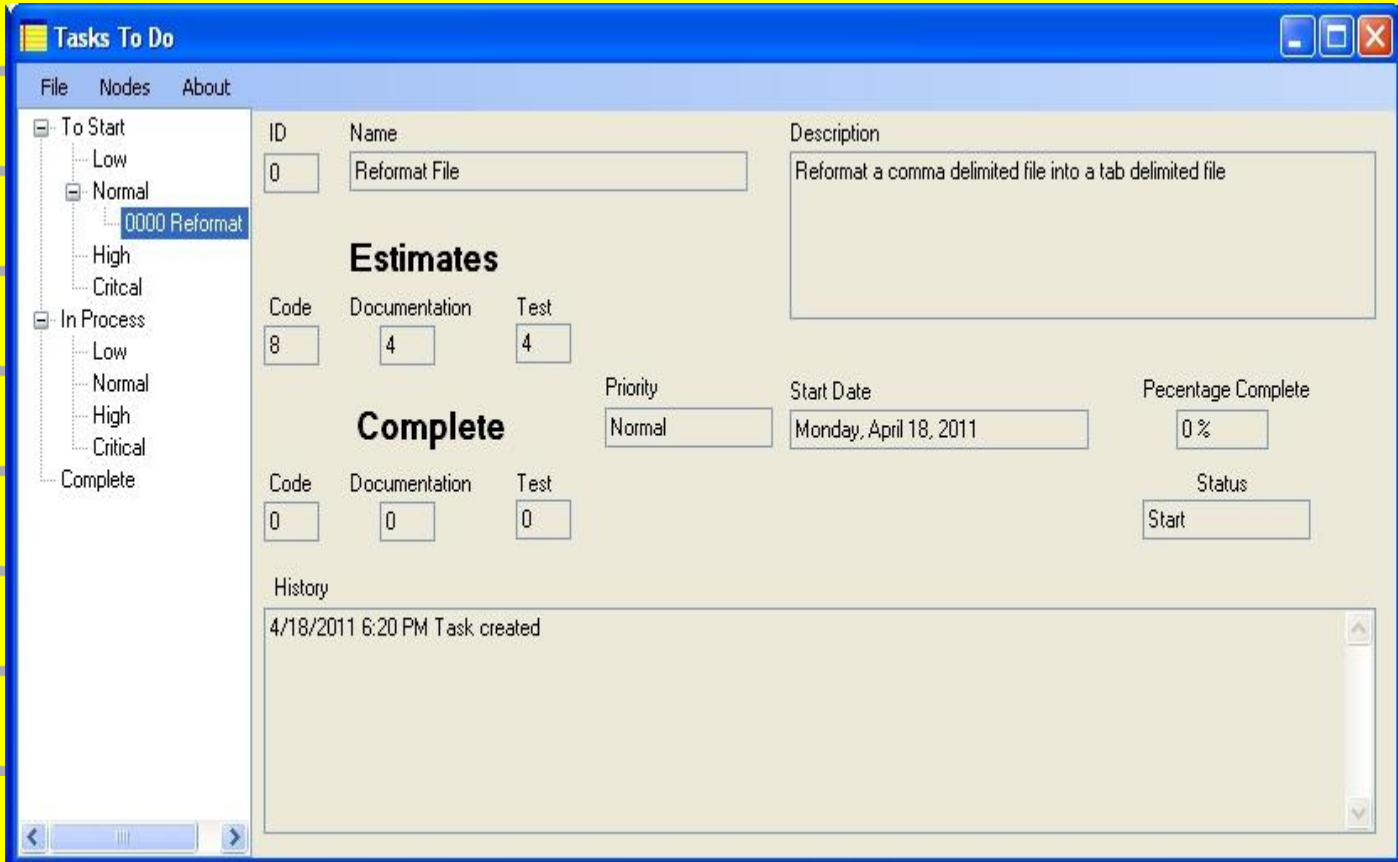 Tasks To Do
File Nodes About
To Start
Low
Normal
0000 Reformat
High
Critcal
In Process
Low
Normal
High
Critical
Complete
ID Name Description
0 Reformat File Reformat a comma delimited file into a tab delimited file
Estimates
Code Documentation Test
8 4 4
Priority Start Date Pecentage Complete
Complete Normal Monday, April 18, 2011 0 %
Code Documentation Test Status
0 0 0 Start
History
4/18/2011 6:20 PM Task created